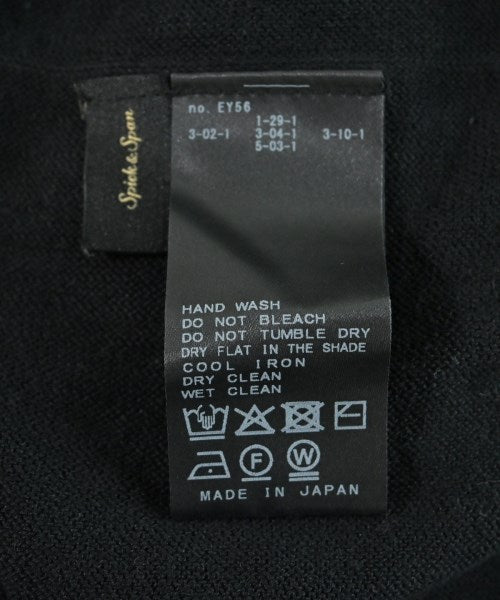 Spick & Span
no. EY56
1-29-1
3-02-1 3-04-1 3-10-1
5-03-1
HAND WASH
DO NOT BLEACH
DO NOT TUMBLE DRY
DRY FLAT IN THE SHADE
COOL IRON
DRY CLEAN
WET CLEAN
F W
MADE IN JAPAN